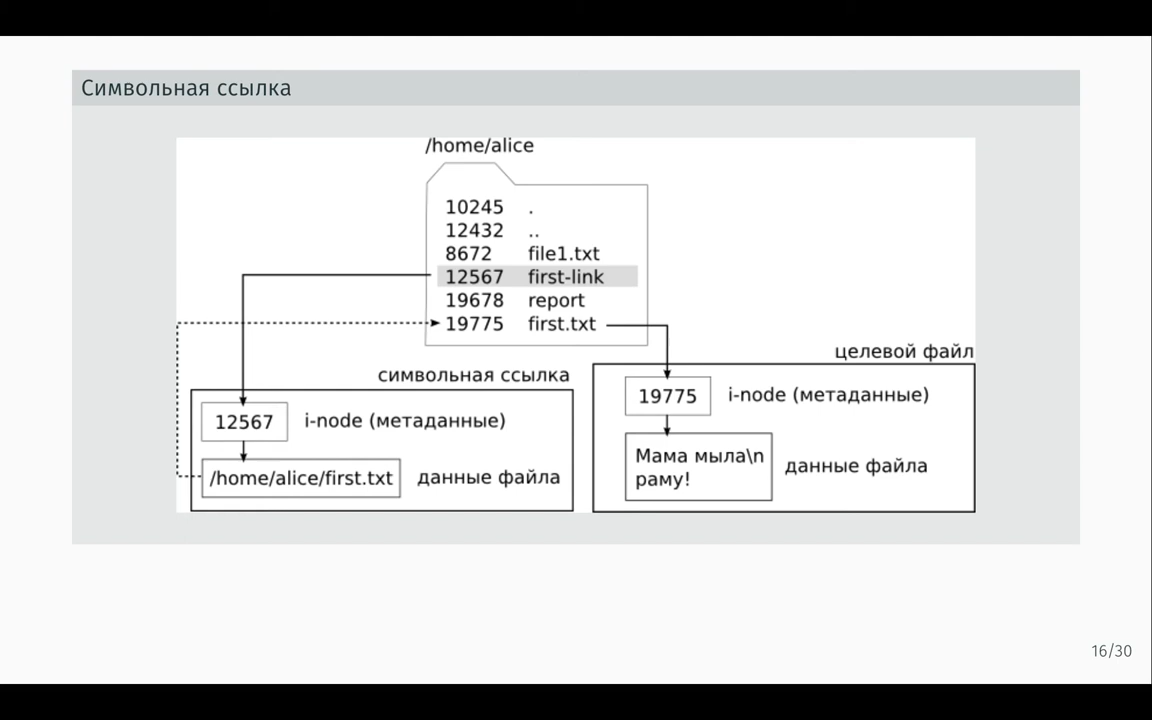 Символьная ссылка
/home/alice
10245 .
12432 ..
8672 file1.txt
12567 first-link
19678 report
19775 first.txt
целевой файл
символьная ссылка
19775 i-node (метаданные)
12567 i-node (метаданные)
Мама мыла\n
раму!
данные файла
/home/alice/first.txt данные файла
16/30